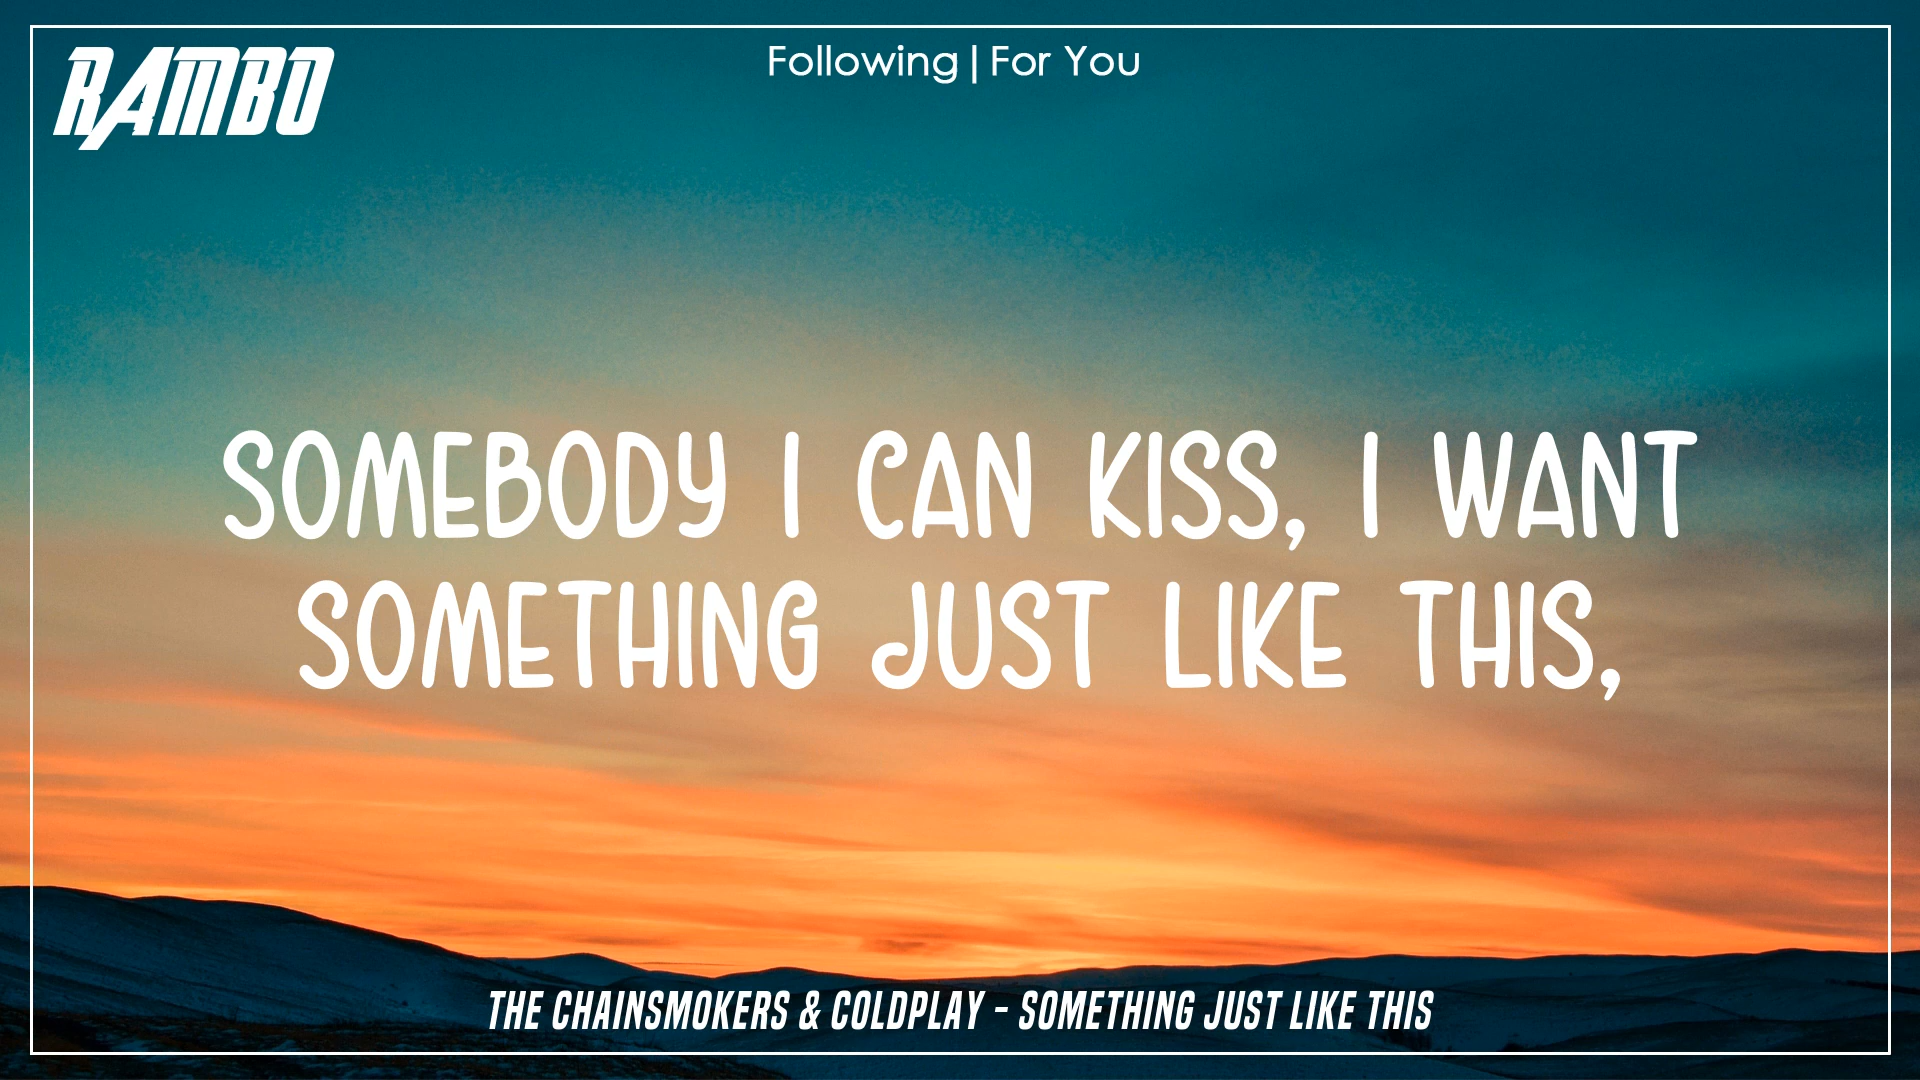 RAMBO
Following | For You
SOMEBODY I CAN KISS, I WANT
SOMETHING JUST LIKE THIS,
THE CHAINSMOKERS & COLDPLAY - SOMETHING JUST LIKE THIS